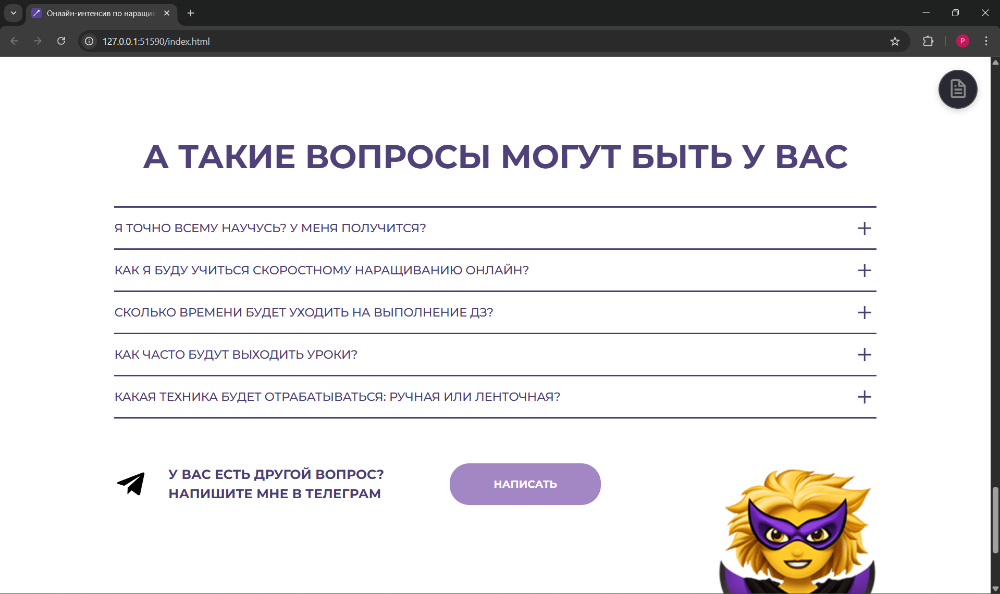 Онлайн-интенсив по наращив
127.0.0.1:51590/index.html
P
А ТАКИЕ ВОПРОСЫ МОГУТ БЫТЬ У ВАС
Я ТОЧНО ВСЕМУ НАУЧУСЬ? У МЕНЯ ПОЛУЧИТСЯ?
КАК Я БУДУ УЧИТЬСЯ СКОРОСТНОМУ НАРАЩИВАНИЮ ОНЛАЙН?
СКОЛЬКО ВРЕМЕНИ БУДЕТ УХОДИТЬ НА ВЫПОЛНЕНИЕ ДЗ?
КАК ЧАСТО БУДУТ ВЫХОДИТЬ УРОКИ?
КАКАЯ ТЕХНИКА БУДЕТ ОТРАБАТЫВАТЬСЯ: РУЧНАЯ ИЛИ ЛЕНТОЧНАЯ?
У ВАС ЕСТЬ ДРУГОЙ ВОПРОС?
НАПИШИТЕ МНЕ В ТЕЛЕГРАМ
НАПИСАТЬ